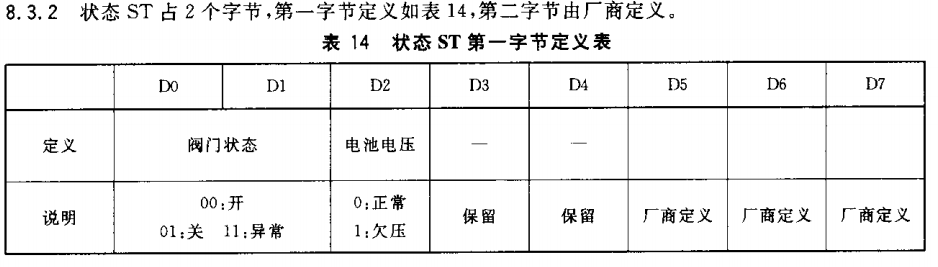 8.3.2 状态 ST 占 2 个字节,第一字节定义如表 14,第二字节由厂商定义。
表 14 状态 ST 第一字节定义表
D0 D1 D2 D3 D4 D5 D6 D7
定义 阀门状态 电池电压 — —
说明 00:开 0:正常 保留 保留 厂商定义 厂商定义 厂商定义
01:关 11:异常 1:欠压